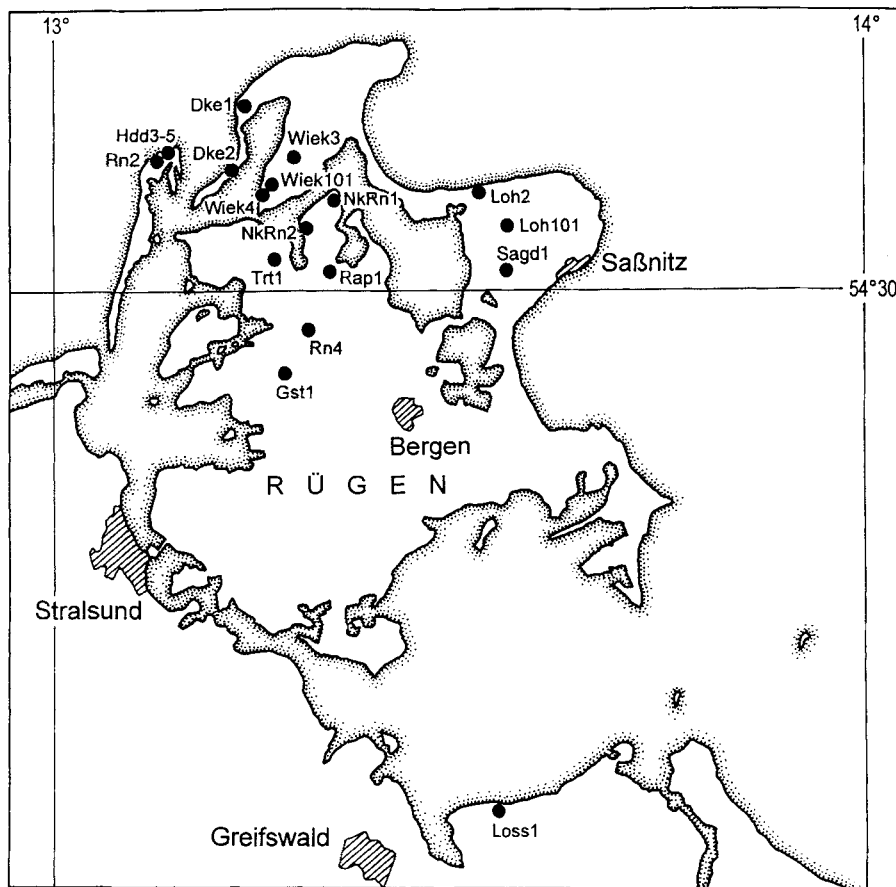 13°
14°
Dke1
Hdd3-5
Wiek3
Rn2
Dke2
Wiek101
Loh2
Wiek4
NkRn1
Loh101
NkRn2
Sagd1
Saßnitz
Trt1
Rap1
54°30
Rn4
Gst1
Bergen
RÜGEN
Stralsund
Loss1
Greifswald